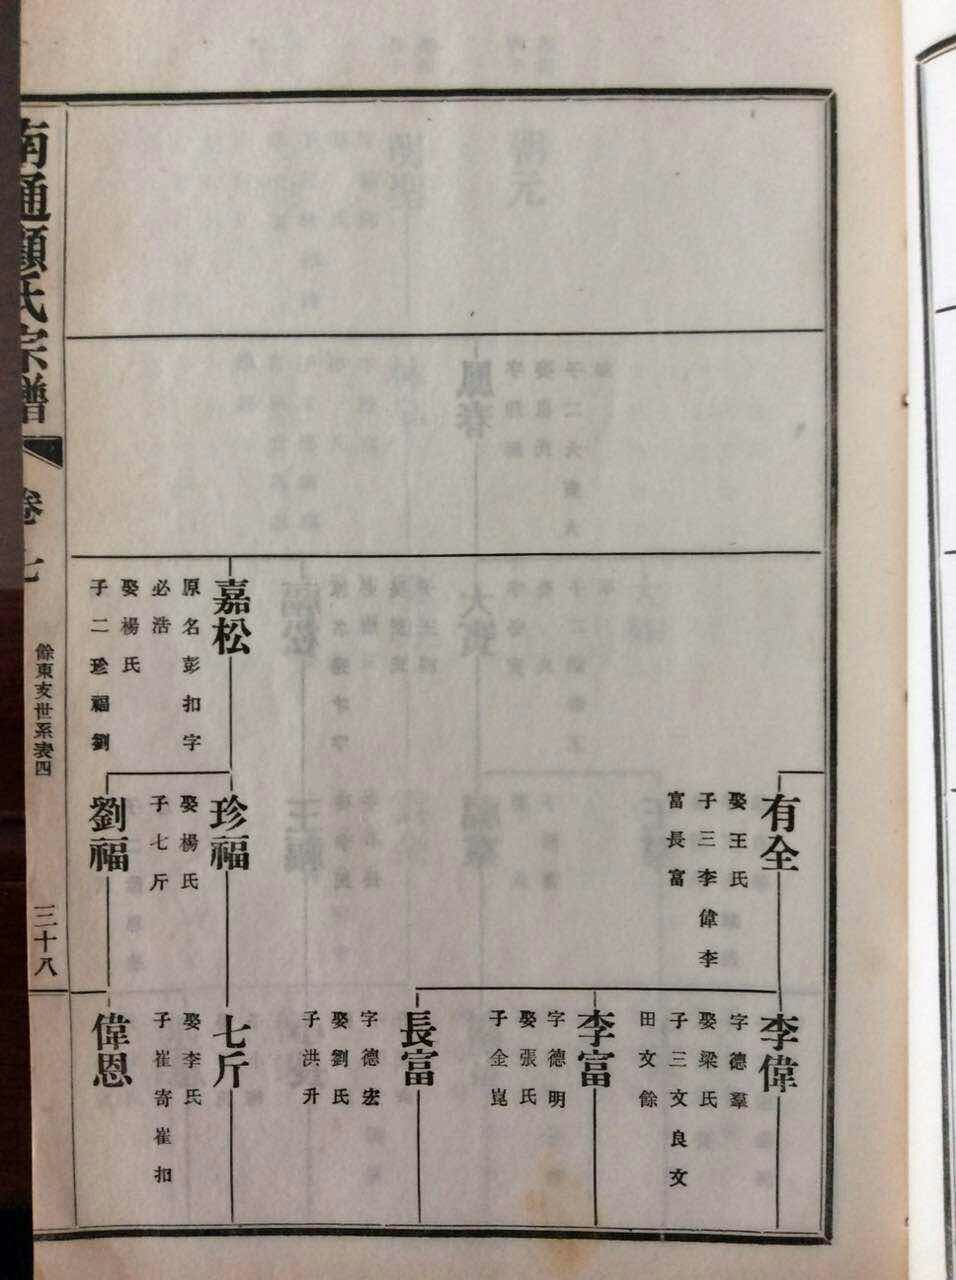 有全
娶王氏
子三李偉李
富長富
李偉
字德羣
娶梁氏
子三文良文
田文餘
李富
字德明
娶張氏
子金崑
長富
字德宏
娶劉氏
子洪升
嘉松
原名彭扣字
必浩
娶楊氏
子二珍福劉
珍福
娶楊氏
子七斤
七斤
娶李氏
子崔寄崔扣
劉福
偉恩
南通顧氏宗譜
卷七
餘東支世系表四
三十八